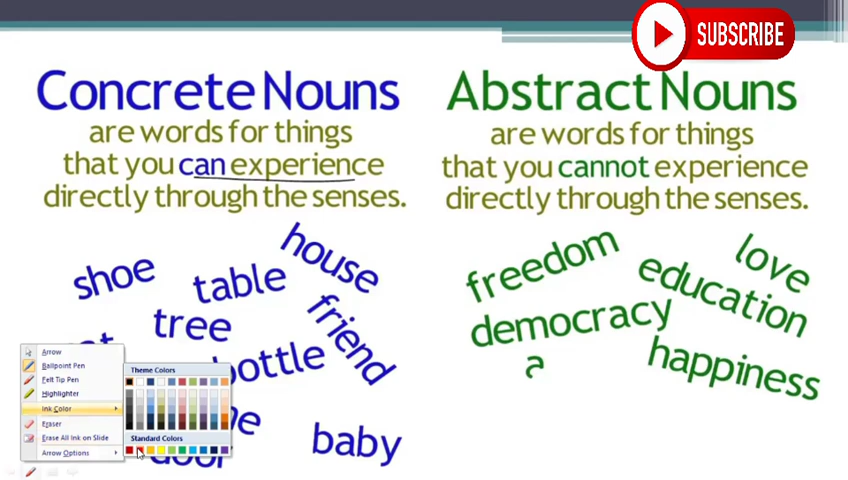 SUBSCRIBE
Concrete Nouns
are words for things
that you can experience
directly through the senses.
Abstract Nouns
are words for things
that you cannot experience
directly through the senses.
shoe
table
house
tree
friend
bottle
baby
freedom
love
education
democracy
happiness
Arrow
Ballpoint Pen
Felt Tip Pen
Highlighter
Ink Color
Eraser
Erase All Ink on Slide
Arrow Options
Theme Colors
Standard Colors